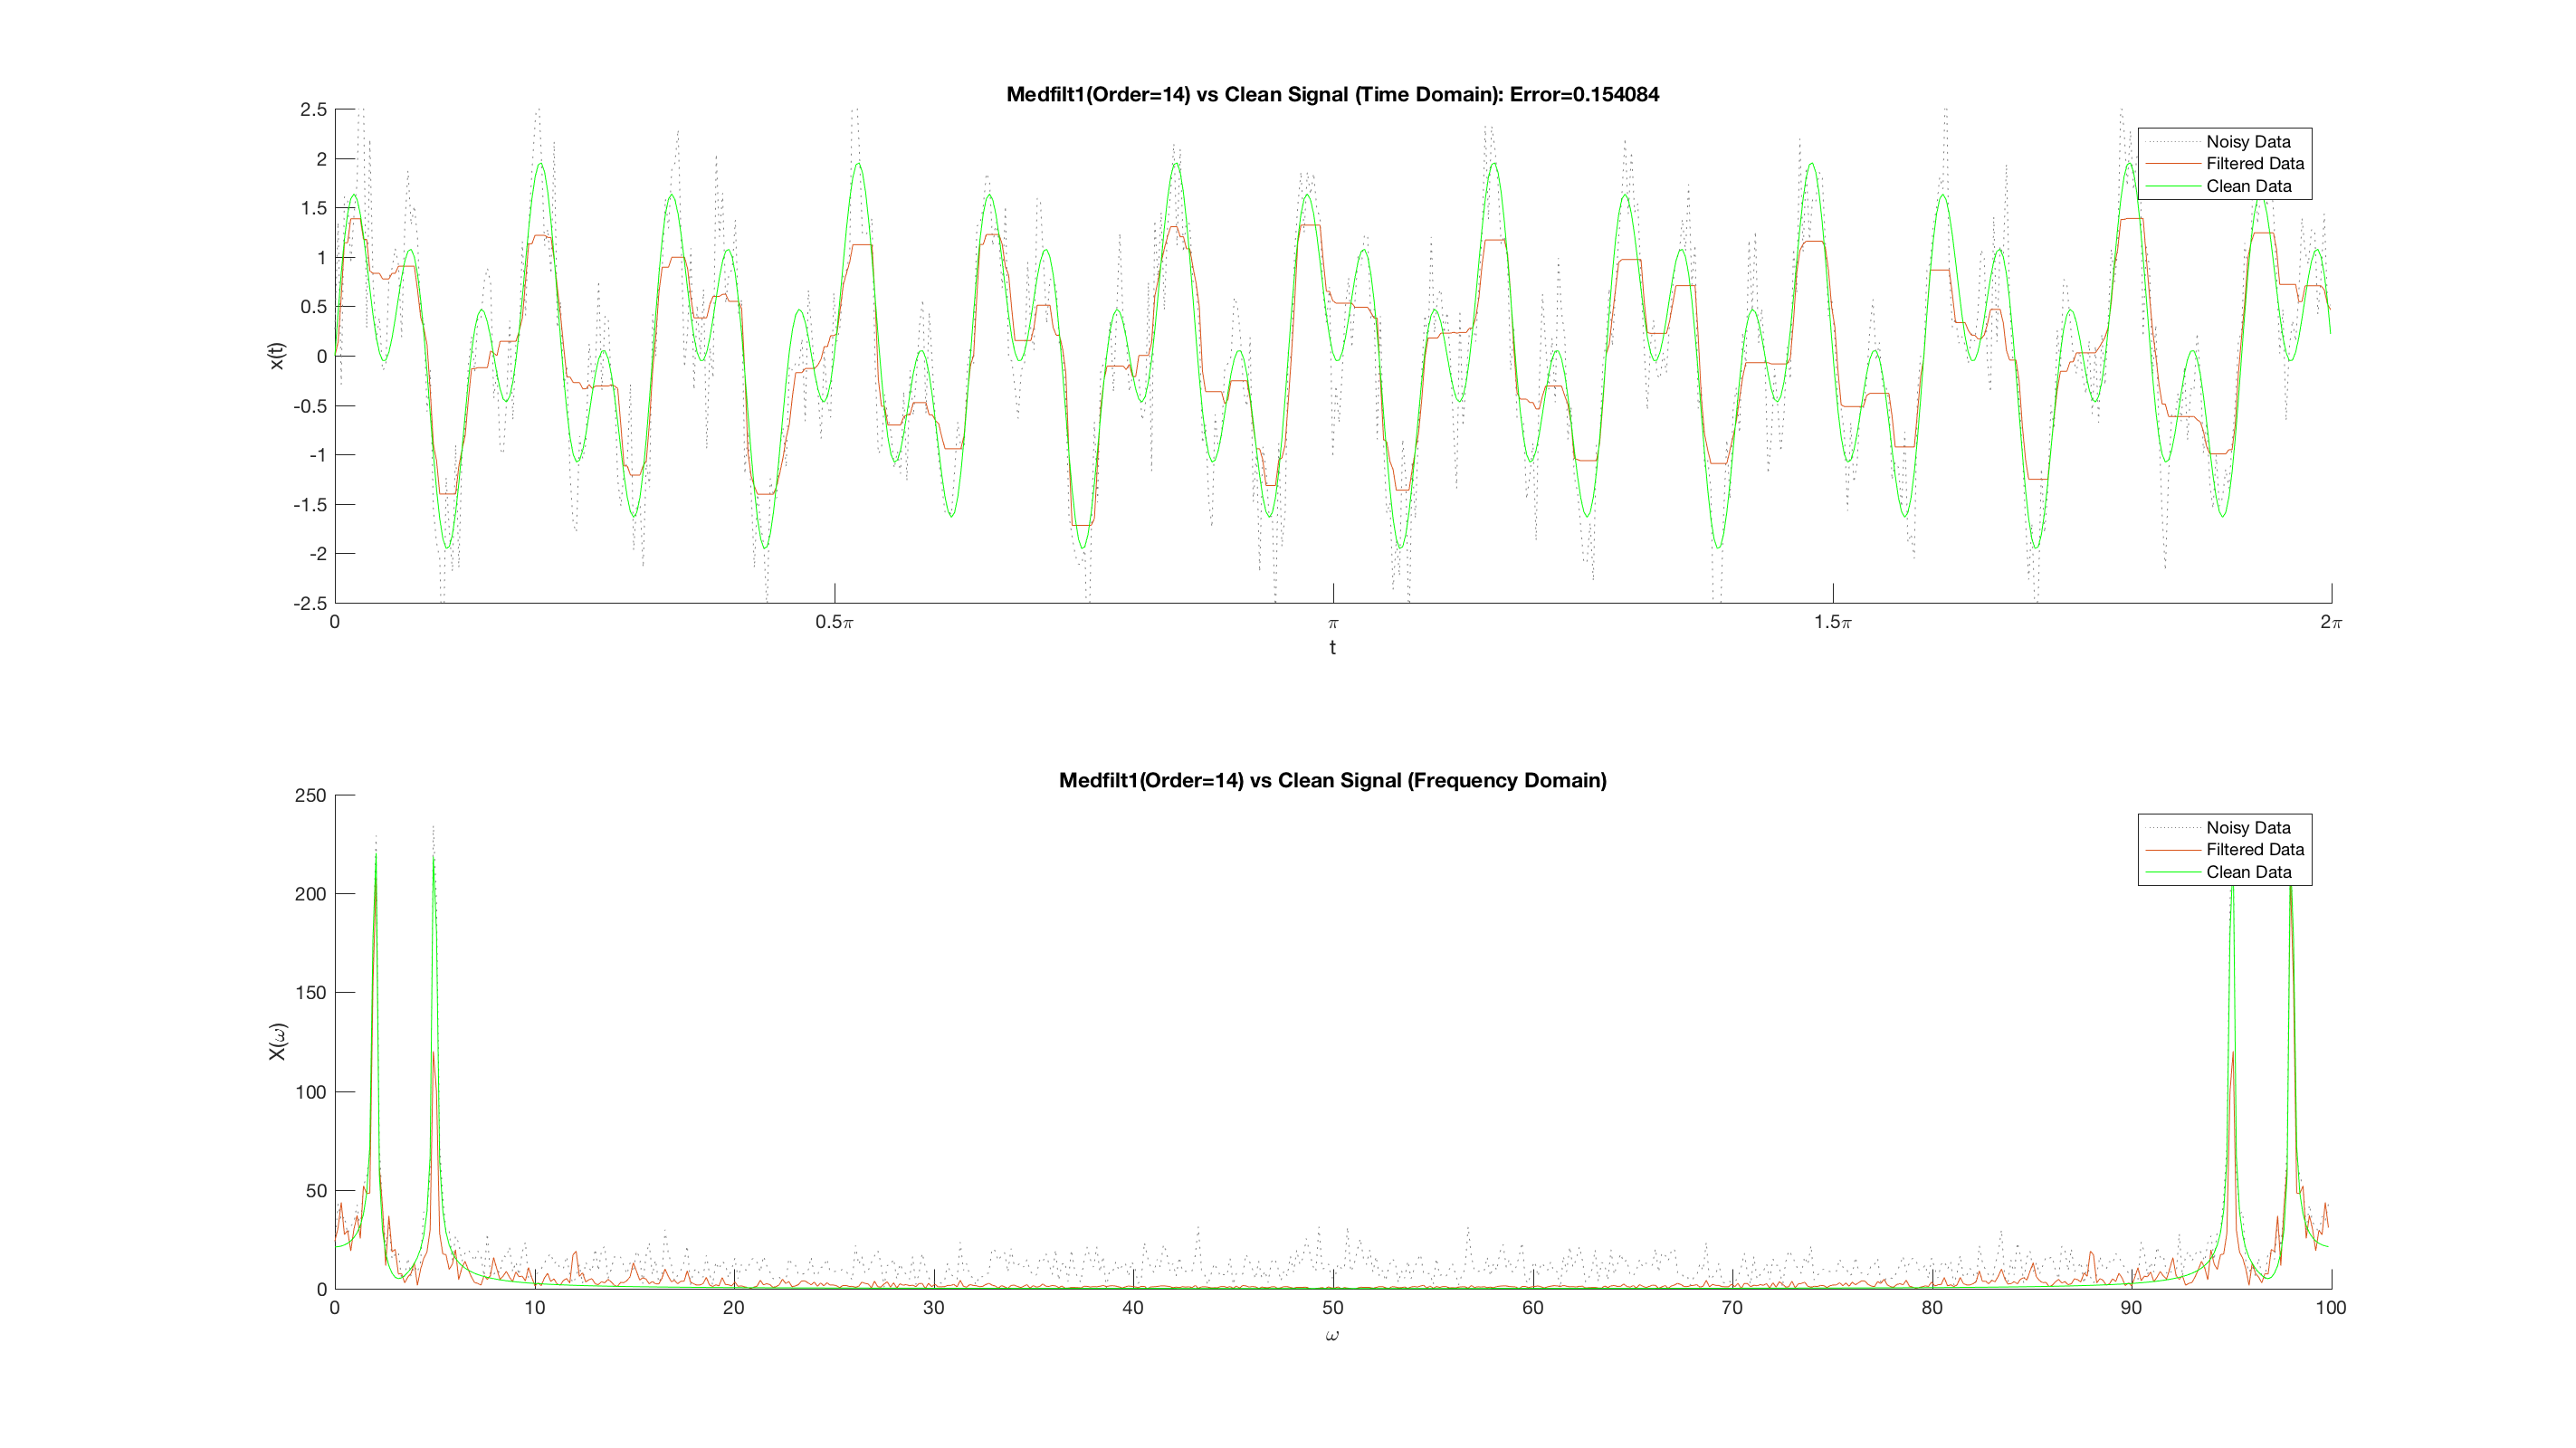 Medfilt1(Order=14) vs Clean Signal (Time Domain): Error=0.154084
2.5
2
1.5
1
0.5
0
-0.5
-1
-1.5
-2
-2.5
x(t)
Noisy Data
Filtered Data
Clean Data
0 0.5π π 1.5π 2π
t
Medfilt1(Order=14) vs Clean Signal (Frequency Domain)
250
200
150
100
50
0
X(ω)
Noisy Data
Filtered Data
Clean Data
0 10 20 30 40 50 60 70 80 90 100
ω